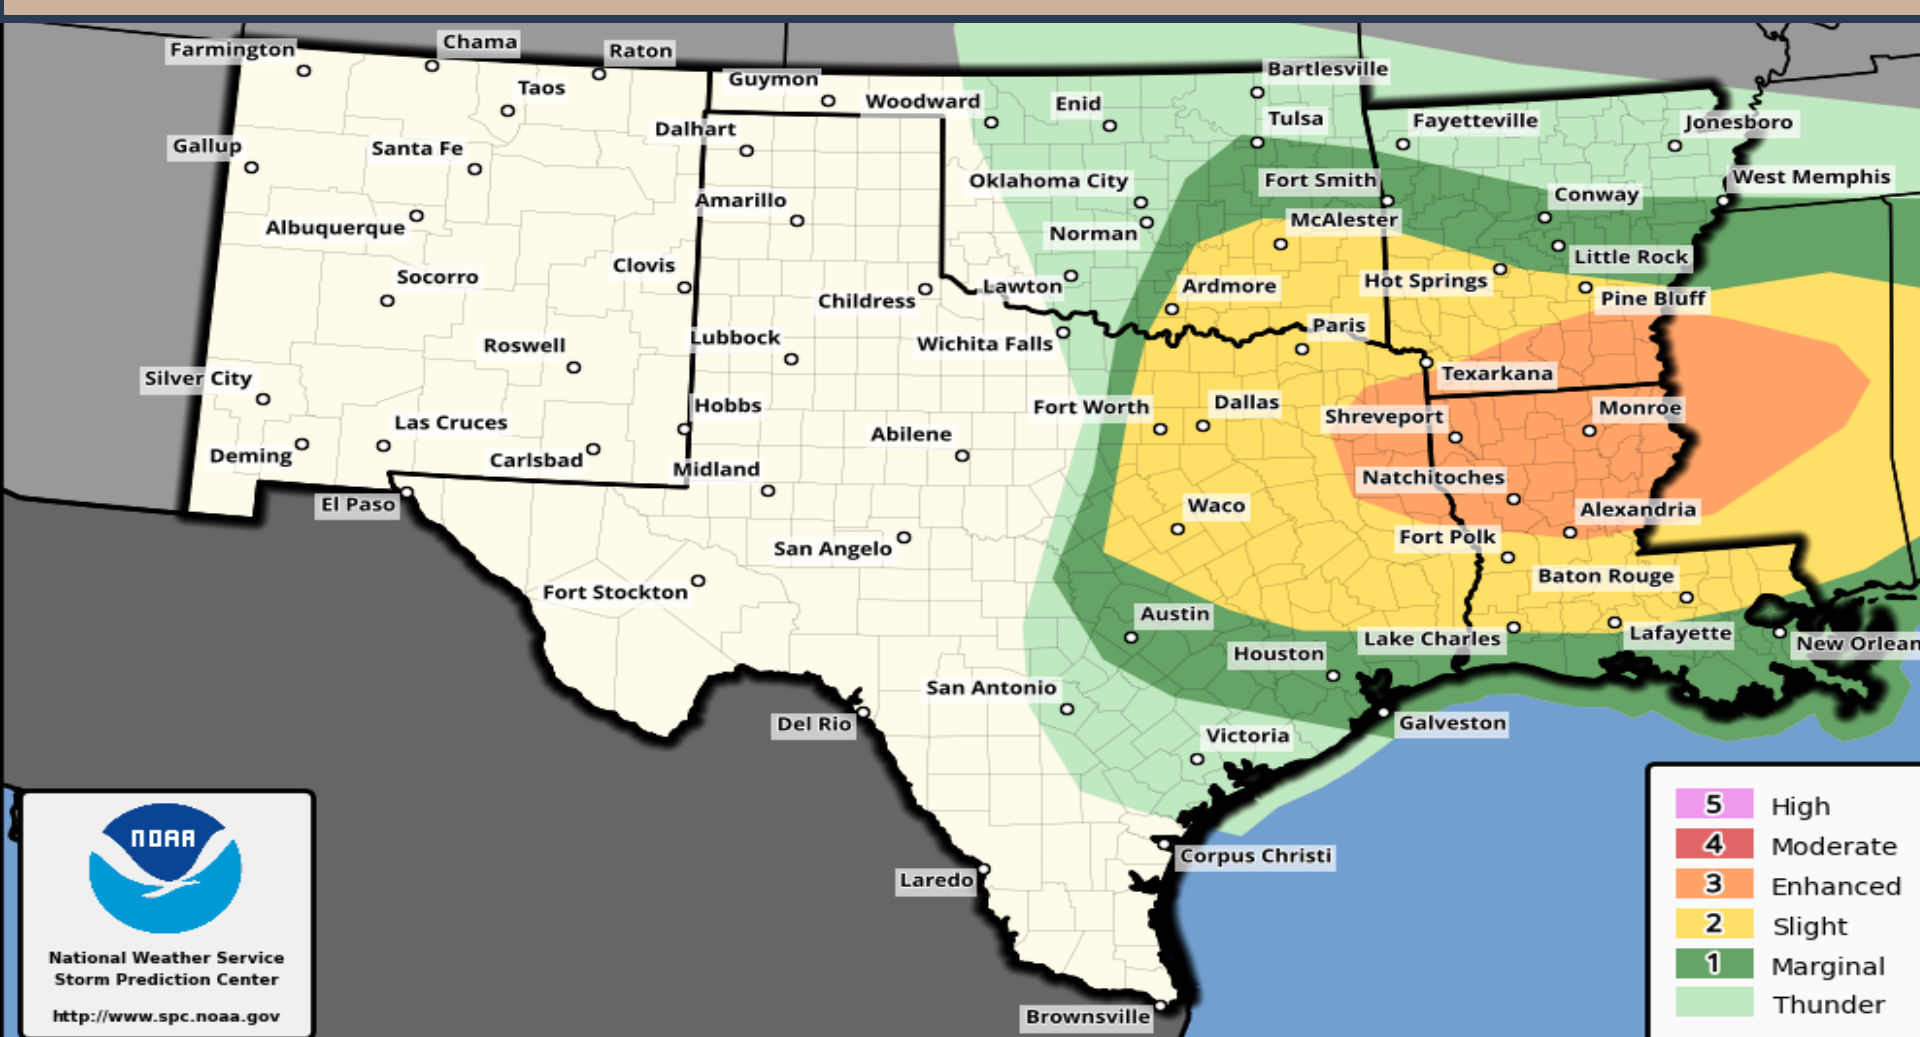 Farmington
Chama
Raton
Taos
Guymon
Woodward
Enid
Bartlesville
Tulsa
Fayetteville
Jonesboro
Gallup
Santa Fe
Dalhart
Oklahoma City
Fort Smith
Conway
West Memphis
Albuquerque
Amarillo
Norman
McAlester
Little Rock
Socorro
Clovis
Childress
Lawton
Ardmore
Hot Springs
Pine Bluff
Roswell
Lubbock
Wichita Falls
Paris
Silver City
Texarkana
Las Cruces
Hobbs
Fort Worth
Dallas
Shreveport
Monroe
Deming
Carlsbad
Abilene
Midland
Natchitoches
El Paso
Waco
Alexandria
San Angelo
Fort Polk
Fort Stockton
Baton Rouge
Austin
Lake Charles
Lafayette
New Orlean
Houston
San Antonio
Del Rio
Victoria
Galveston
Corpus Christi
Laredo
Brownsville
NOAA
National Weather Service
Storm Prediction Center
http://www.spc.noaa.gov
5 High
4 Moderate
3 Enhanced
2 Slight
1 Marginal
Thunder